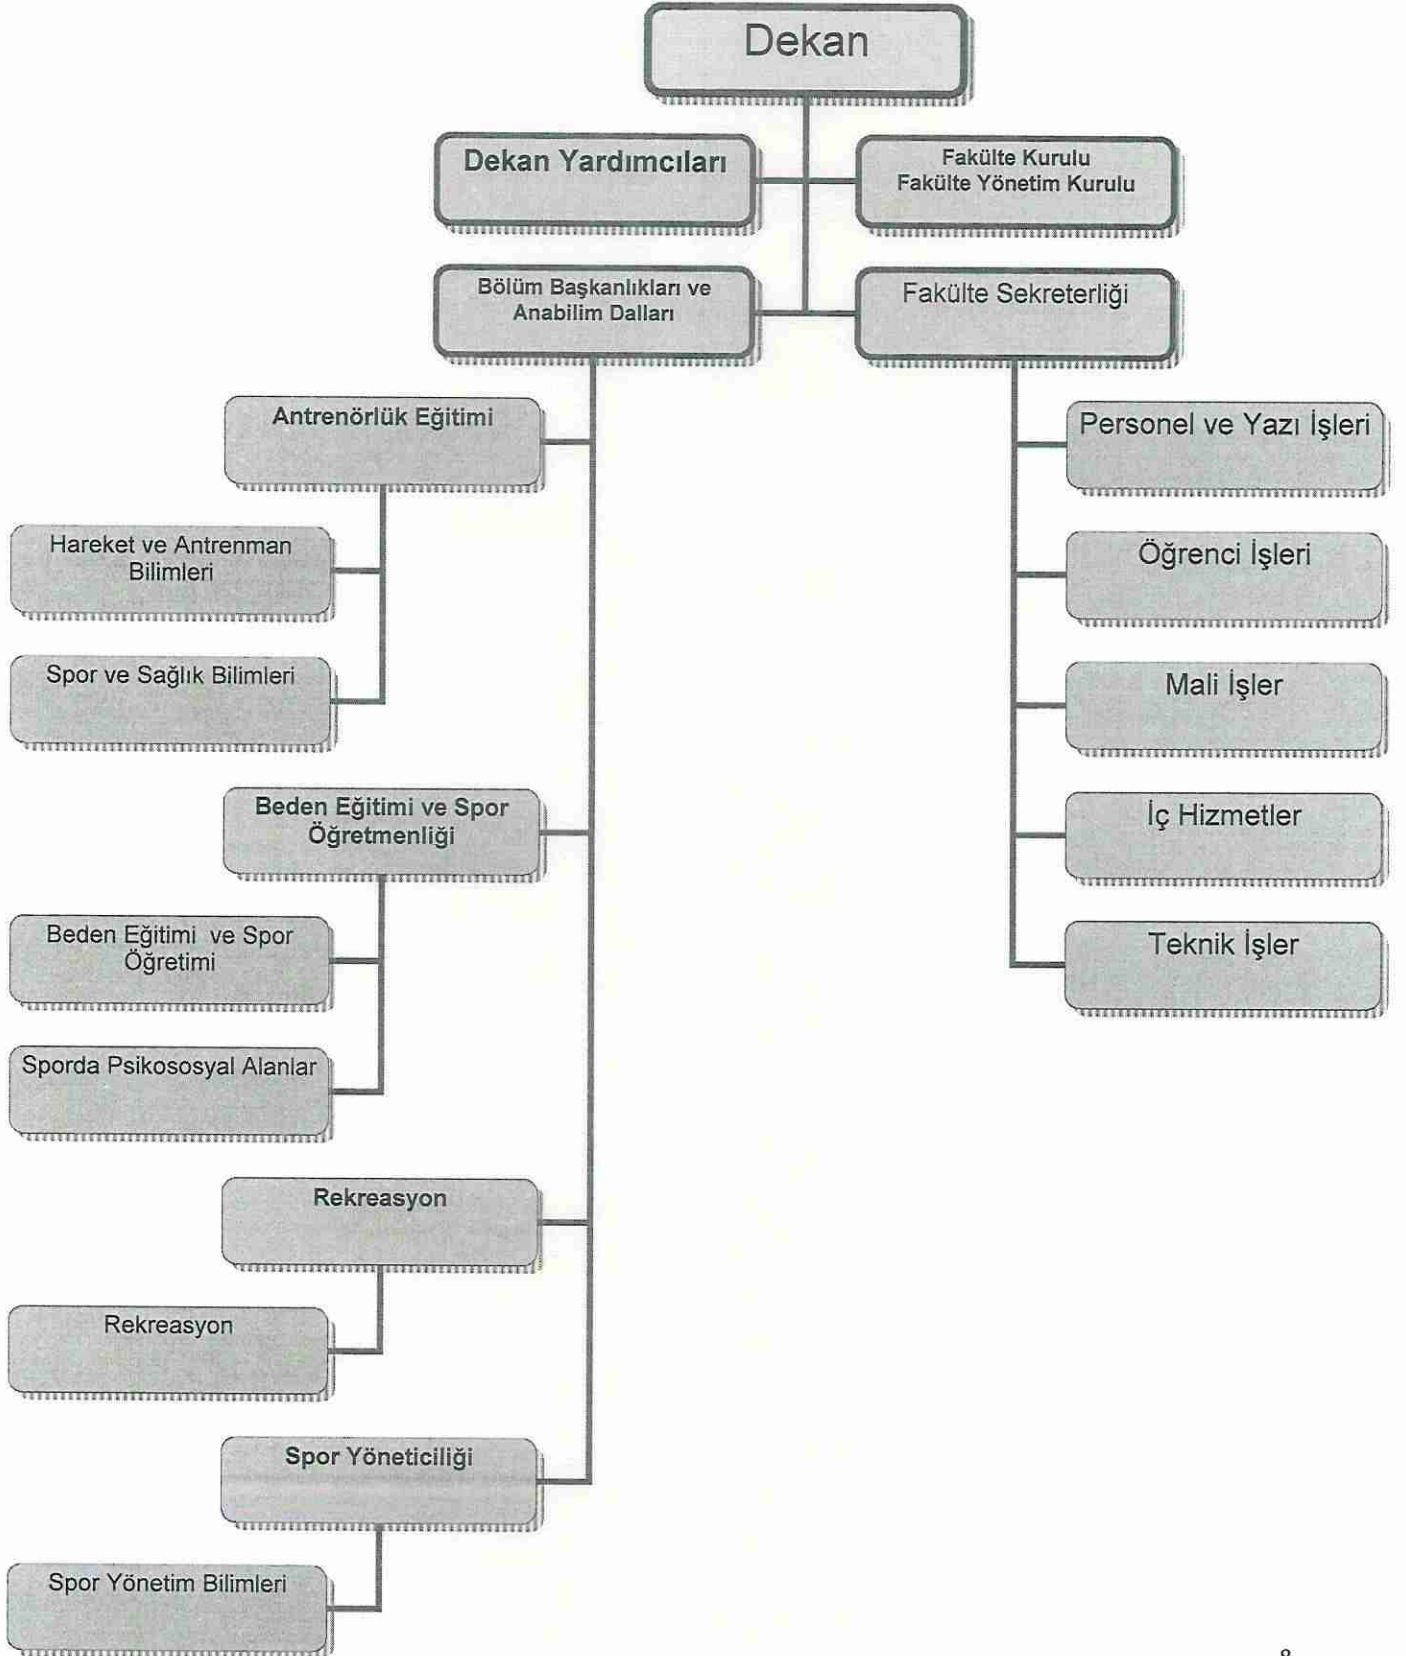 Dekan
Dekan Yardımcıları
Fakülte Kurulu
Fakülte Yönetim Kurulu
Bölüm Başkanlıkları ve
Anabilim Dalları
Fakülte Sekreterliği
Antrenörlük Eğitimi
Hareket ve Antrenman
Bilimleri
Spor ve Sağlık Bilimleri
Beden Eğitimi ve Spor
Öğretmenliği
Beden Eğitimi ve Spor
Öğretimi
Sporda Psikososyal Alanlar
Rekreasyon
Rekreasyon
Spor Yöneticiliği
Spor Yönetim Bilimleri
Personel ve Yazı İşleri
Öğrenci İşleri
Mali İşler
İç Hizmetler
Teknik İşler
8